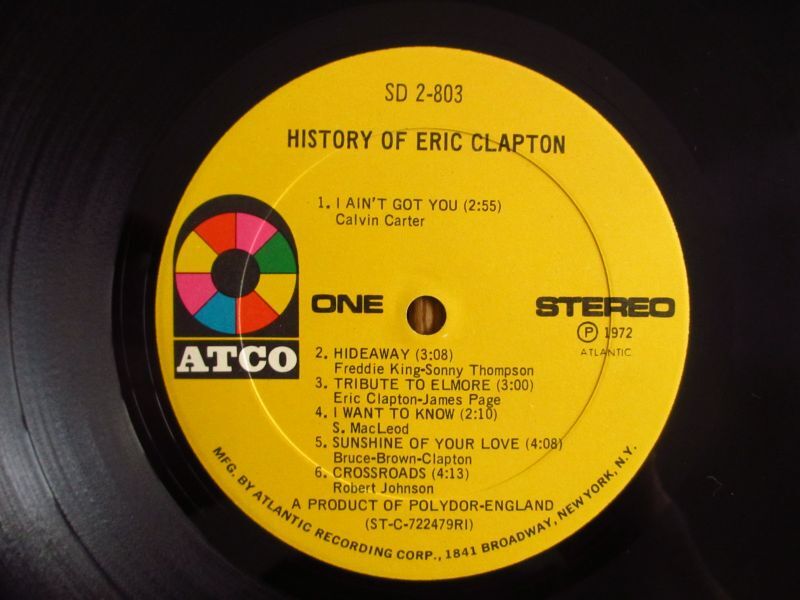 SD 2-803
HISTORY OF ERIC CLAPTON
1. I AIN'T GOT YOU (2:55)
Calvin Carter
ATCO
ONE
STEREO
Ⓟ 1972
ATLANTIC
2. HIDEAWAY (3:08)
Freddie King-Sonny Thompson
3. TRIBUTE TO ELMORE (3:00)
Eric Clapton-James Page
4. I WANT TO KNOW (2:10)
S. MacLeod
5. SUNSHINE OF YOUR LOVE (4:08)
Bruce-Brown-Clapton
6. CROSSROADS (4:13)
Robert Johnson
A PRODUCT OF POLYDOR-ENGLAND
(ST-C-722479RI)
MFG. BY ATLANTIC RECORDING CORP., 1841 BROADWAY, NEW YORK, N.Y.